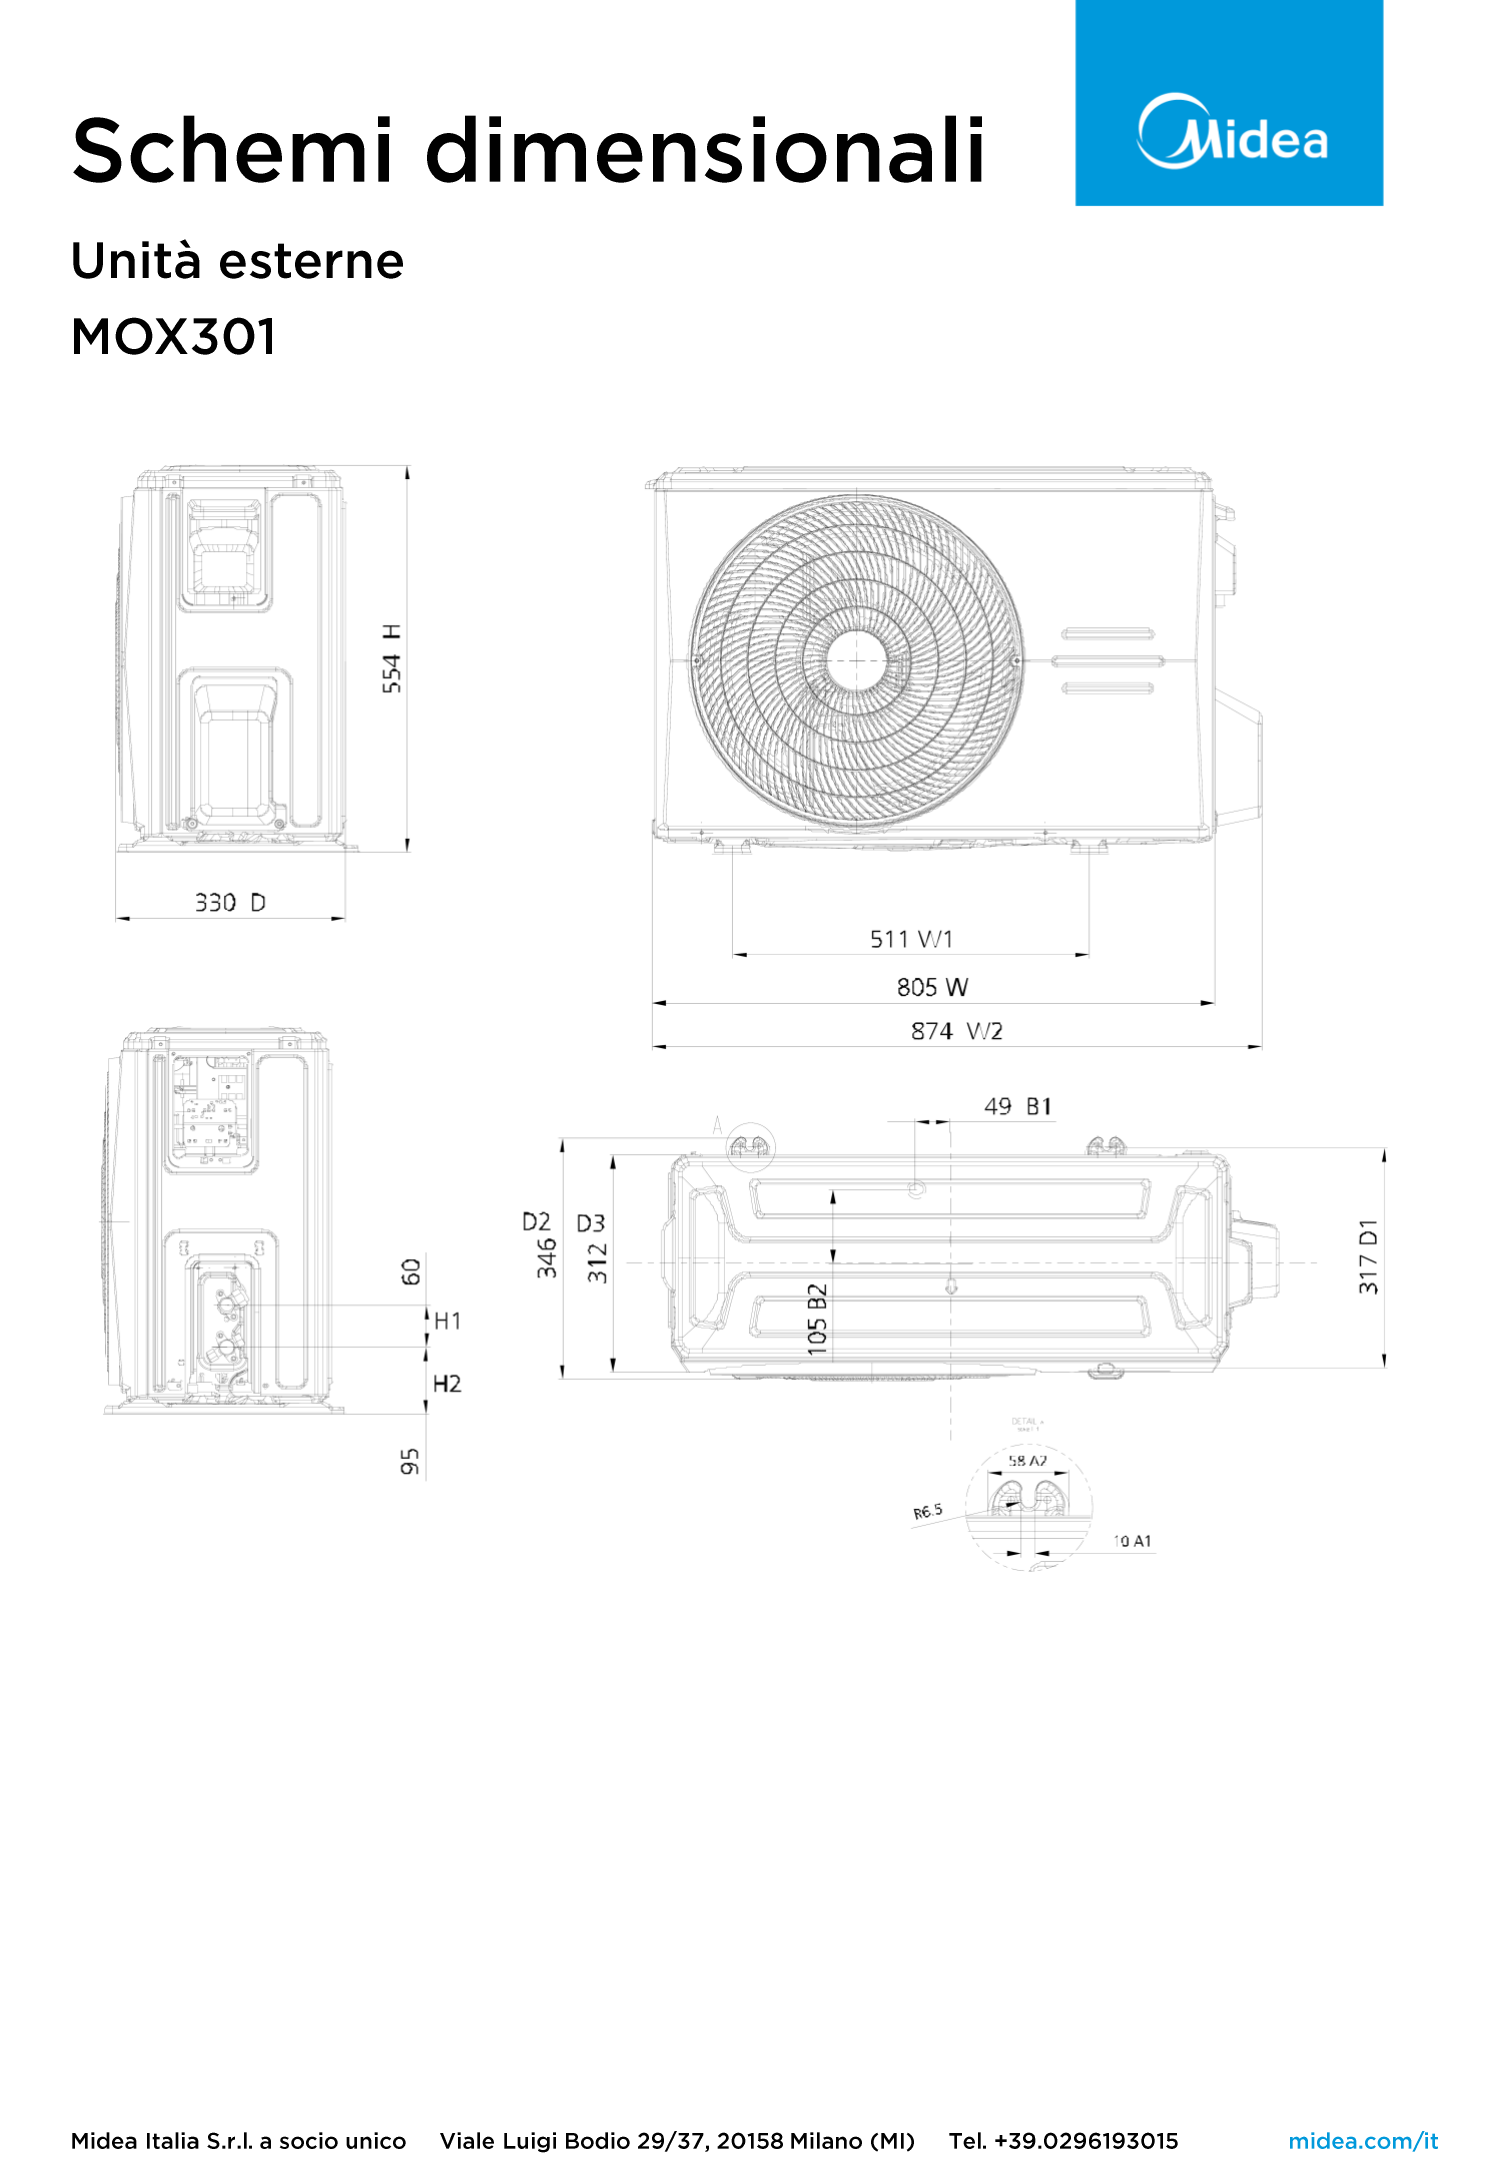 Schemi dimensionali
Midea
Unità esterne
MOX301
554 H
330 D
511 W1
805 W
874 W2
49 B1
A
D2
346
D3
312
105 B2
317 D1
60
H1
H2
95
DETAIL A
58 A2
R6.5
10 A1
Midea Italia S.r.l. a socio unico Viale Luigi Bodio 29/37, 20158 Milano (MI) Tel. +39.0296193015 midea.com/it